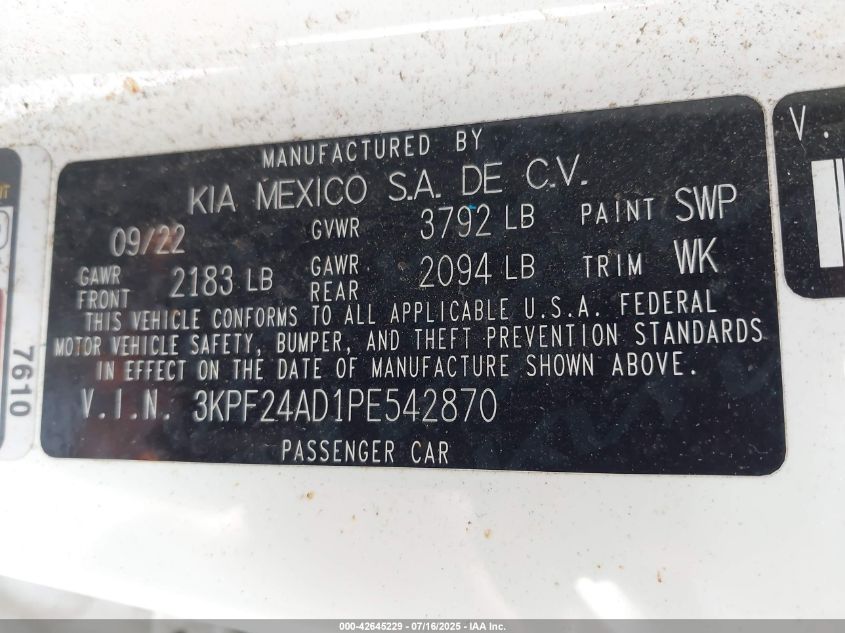 MANUFACTURED BY
KIA MEXICO S.A. DE C.V.
09/22 GVWR 3792 LB PAINT SWP
GAWR FRONT 2183 LB GAWR REAR 2094 LB TRIM WK
THIS VEHICLE CONFORMS TO ALL APPLICABLE U.S.A. FEDERAL
MOTOR VEHICLE SAFETY, BUMPER, AND THEFT PREVENTION STANDARDS
IN EFFECT ON THE DATE OF MANUFACTURE SHOWN ABOVE.
V.I.N. 3KPF24AD1PE542870
PASSENGER CAR
7610
V.
000-42645229 - 07/16/2025 - IAA Inc.